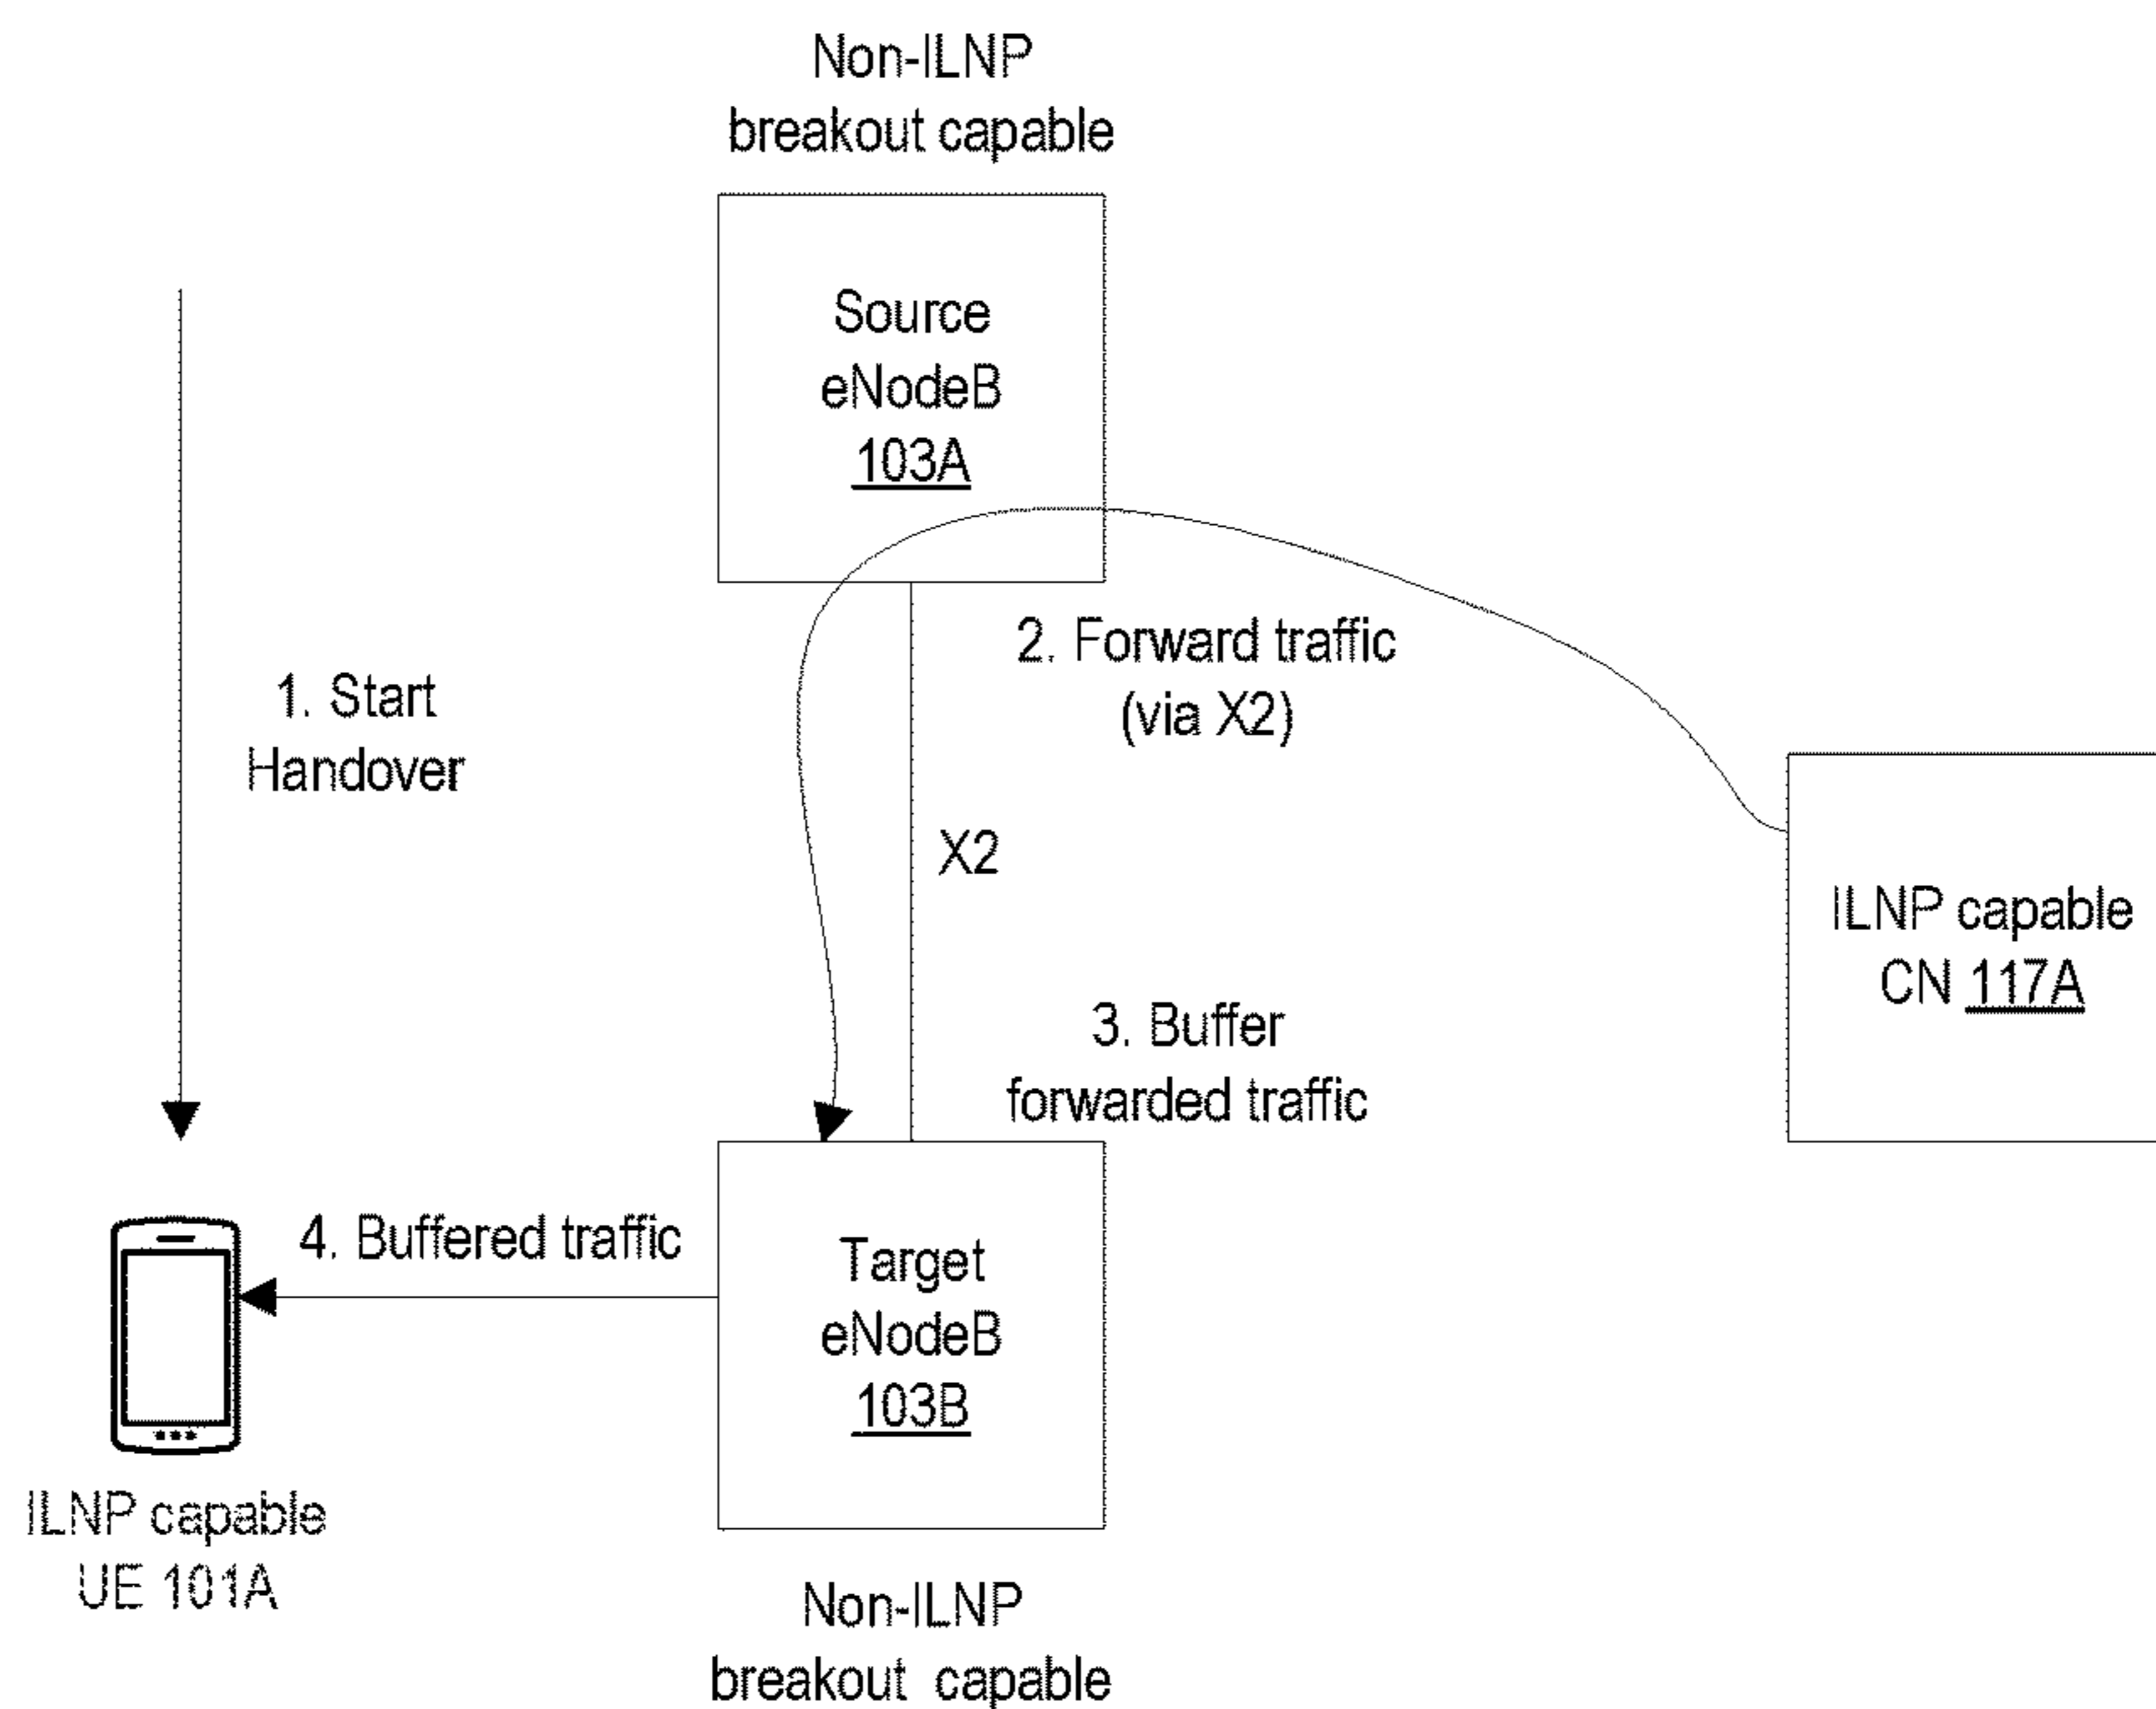 Non-ILNP
breakout capable
Source
eNodeB
103A
2. Forward traffic
(via X2)
1. Start
Handover
X2
ILNP capable
CN 117A
3. Buffer
forwarded traffic
4. Buffered traffic
Target
eNodeB
103B
ILNP capable
UE 101A
Non-ILNP
breakout capable